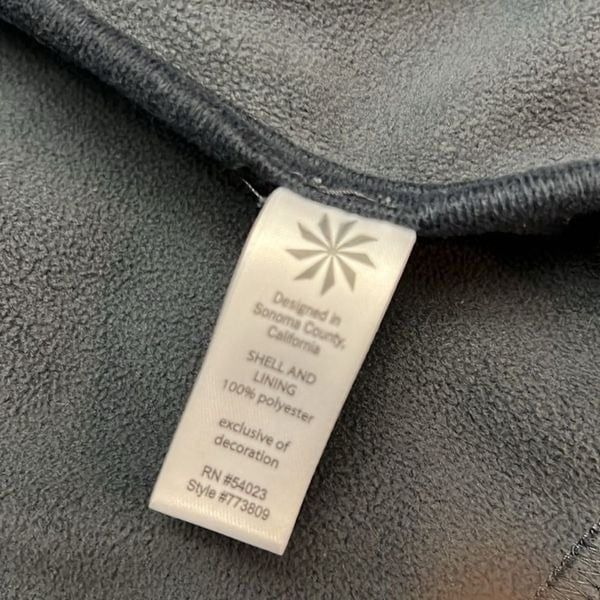 Designed in
Sonoma County,
California
SHELL AND
LINING
100% polyester
exclusive of
decoration
RN #54023
Style #773809